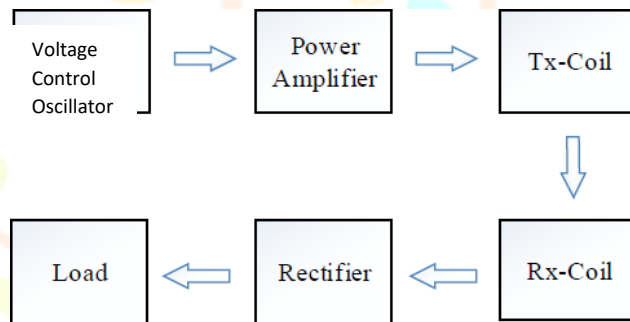 Voltage
Control
Oscillator
Power
Amplifier
Tx-Coil
Load
Rectifier
Rx-Coil